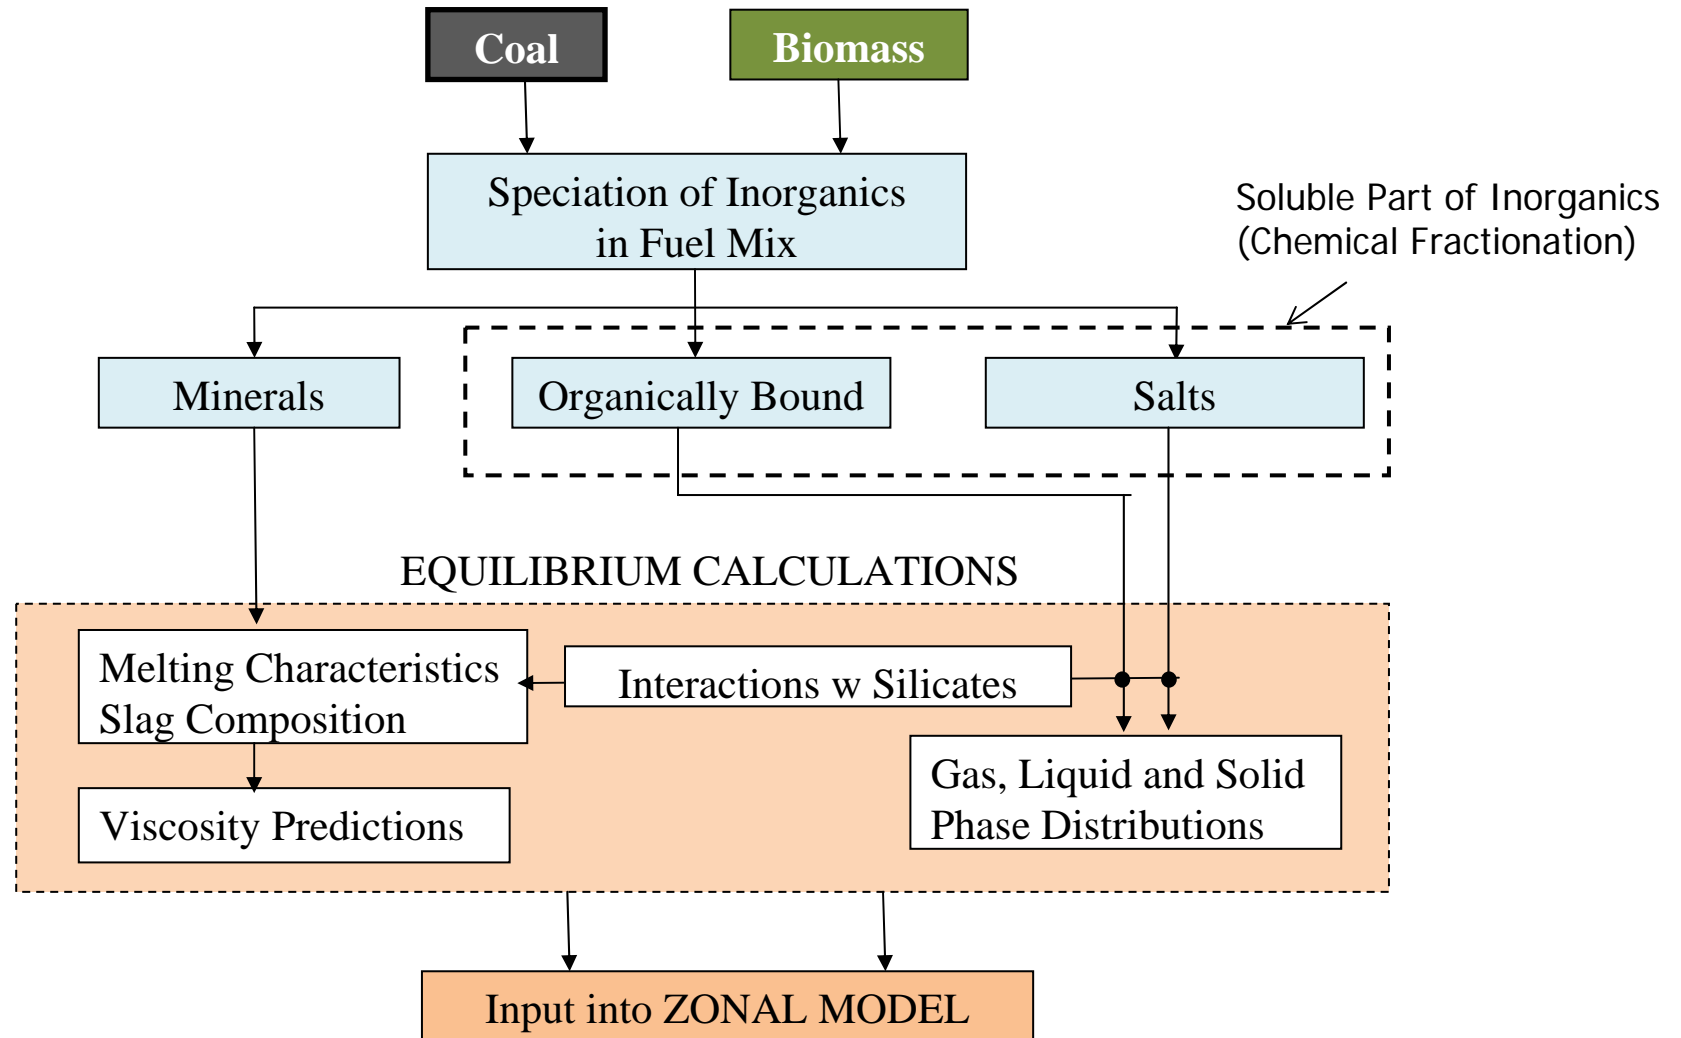 Coal
Biomass
Speciation of Inorganics
in Fuel Mix
Soluble Part of Inorganics
(Chemical Fractionation)
Minerals
Organically Bound
Salts
EQUILIBRIUM CALCULATIONS
Melting Characteristics
Slag Composition
Interactions w Silicates
Gas, Liquid and Solid
Phase Distributions
Viscosity Predictions
Input into ZONAL MODEL